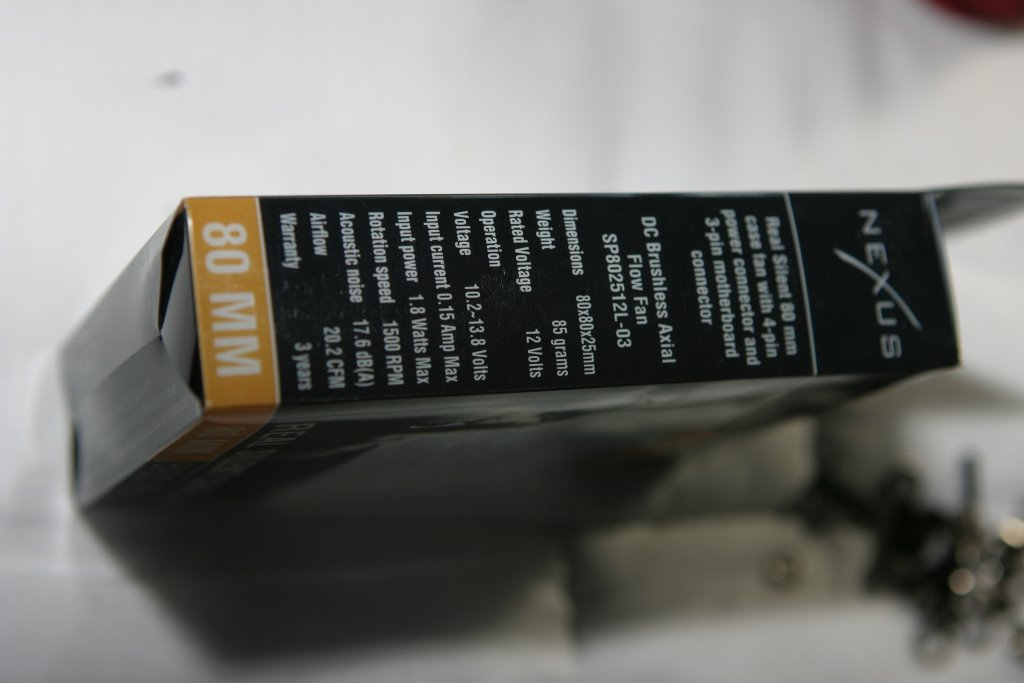 NEXUS
Real Silent 80 mm
case fan with 4-pin
power connector and
3-pin motherboard
connector
DC Brushless Axial
Flow Fan
SP802512L-03
Dimensions 80x80x25mm
Weight 85 grams
Rated Voltage 12 Volts
Operation
Voltage 10.2~13.8 Volts
Input current 0.15 Amp Max
Input power 1.8 Watts Max
Rotation speed 1500 RPM
Acoustic noise 17.6 dB(A)
Airflow 20.2 CFM
Warranty 3 years
80 MM
REAL